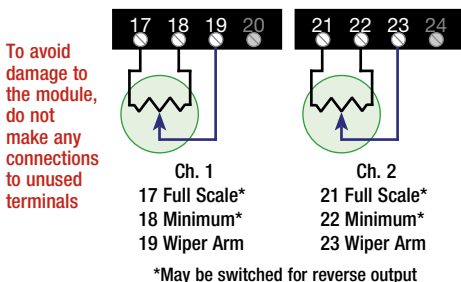 17 18 19 20
21 22 23 24
To avoid
damage to
the module,
do not
make any
connections
to unused
terminals
Ch. 1
17 Full Scale*
18 Minimum*
19 Wiper Arm
Ch. 2
21 Full Scale*
22 Minimum*
23 Wiper Arm
*May be switched for reverse output